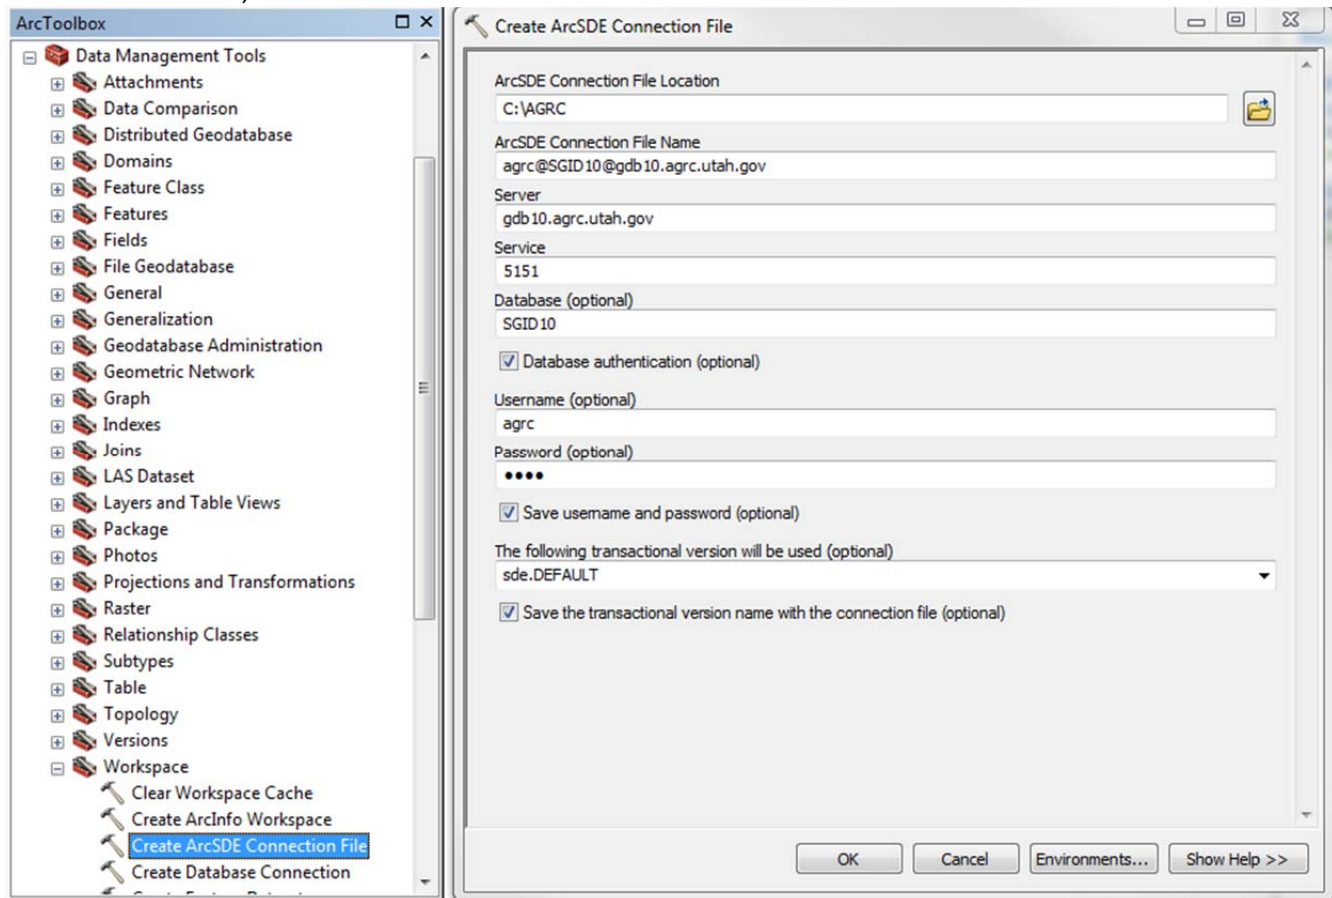 ArcToolbox
Data Management Tools
Attachments
Data Comparison
Distributed Geodatabase
Domains
Feature Class
Features
Fields
File Geodatabase
General
Generalization
Geodatabase Administration
Geometric Network
Graph
Indexes
Joins
LAS Dataset
Layers and Table Views
Package
Photos
Projections and Transformations
Raster
Relationship Classes
Subtypes
Table
Topology
Versions
Workspace
Clear Workspace Cache
Create ArcInfo Workspace
Create ArcSDE Connection File
Create Database Connection
Create ArcSDE Connection File
ArcSDE Connection File Location
C:\AGRC
ArcSDE Connection File Name
agrc@SGID10@gdb10.agrc.utah.gov
Server
gdb10.agrc.utah.gov
Service
5151
Database (optional)
SGID10
Database authentication (optional)
Username (optional)
agrc
Password (optional)
••••
Save username and password (optional)
The following transactional version will be used (optional)
sde.DEFAULT
Save the transactional version name with the connection file (optional)
OK Cancel Environments... Show Help >>